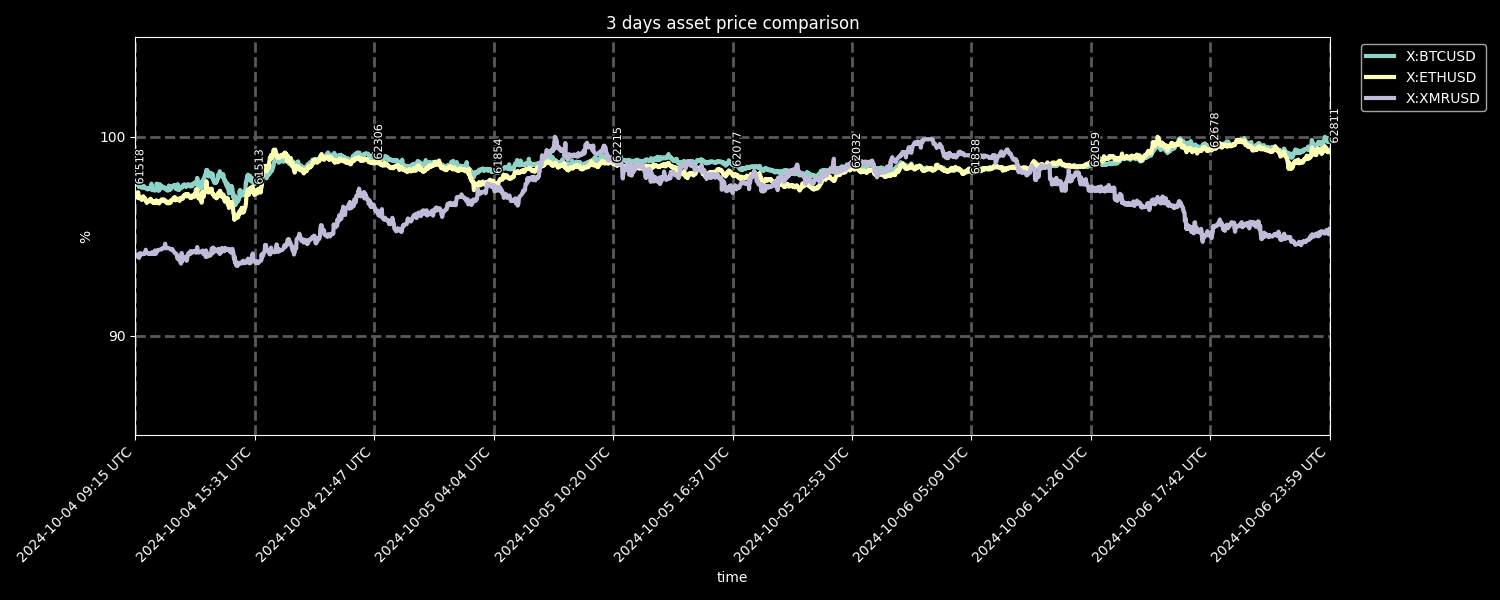 3 days asset price comparison
X:BTCUSD
X:ETHUSD
X:XMRUSD
100
90
%
61518
61513
62306
61854
62215
62077
62032
61838
62059
62678
62811
2024-10-04 09:15 UTC
2024-10-04 15:31 UTC
2024-10-04 21:47 UTC
2024-10-05 04:04 UTC
2024-10-05 10:20 UTC
2024-10-05 16:37 UTC
2024-10-05 22:53 UTC
2024-10-06 05:09 UTC
2024-10-06 11:26 UTC
2024-10-06 17:42 UTC
2024-10-06 23:59 UTC
time